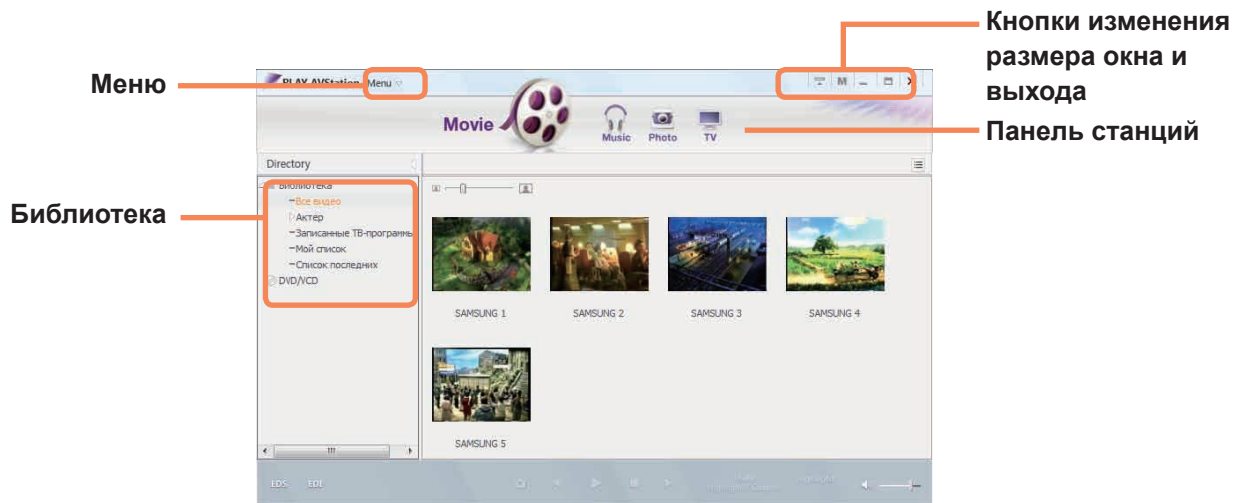 Кнопки изменения
размера окна и
выхода
Меню
PLAY AVStation Menu
M
Панель станций
Movie
Music Photo TV
Directory
Библиотека
Библиотека
Все видео
Актер
Записанные ТВ-программы
Мой список
Список последних
DVD/VCD
SAMSUNG 1 SAMSUNG 2 SAMSUNG 3 SAMSUNG 4
SAMSUNG 5
EDS EDI